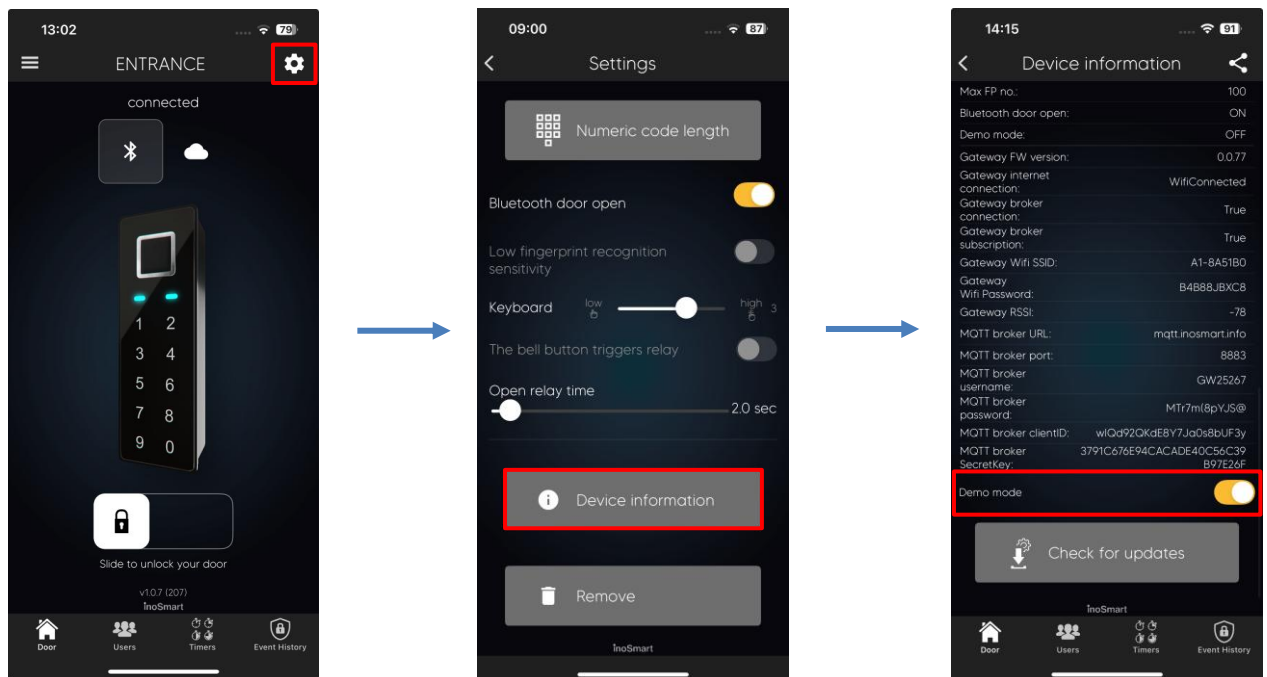 13:02
79
ENTRANCE
connected
1 2
3 4
5 6
7 8
9 0
Slide to unlock your door
v1.0.7 (207)
inoSmart
Door Users Timers Event History
09:00
87
Settings
Numeric code length
Bluetooth door open
Low fingerprint recognition
sensitivity
Keyboard low high 3
The bell button triggers relay
Open relay time
2.0 sec
Device information
Remove
inoSmart
14:15
91
Device information
Max FP no.: 100
Bluetooth door open: ON
Demo mode: OFF
Gateway FW version: 0.0.77
Gateway internet
connection: WifiConnected
Gateway broker
connection: True
Gateway broker
subscription: True
Gateway Wifi SSID: A1-8A51B0
Gateway
Wifi Password: B4B88JBXC8
Gateway RSSI: -78
MQTT broker URL: mqtt.inosmart.info
MQTT broker port: 8883
MQTT broker
username: GW25267
MQTT broker
password: MTr7m(8pYJS@
MQTT broker clientID: wIQd92QKdE8Y7Ja0s8bUF3y
MQTT broker 3791C676E94CACADE40C56C39
SecretKey: B97E26F
Demo mode
Check for updates
inoSmart
Door Users Timers Event History